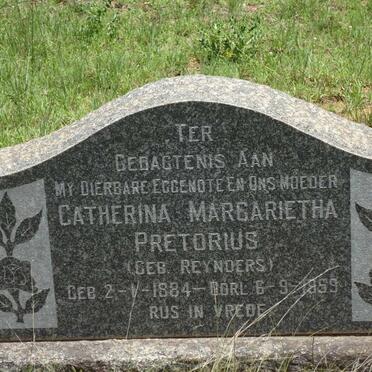 TER
GEDAGTENIS AAN
MY DIERBARE EGGENOTE EN ONS MOEDER
CATHERINA MARGARIETHA
PRETORIUS
(GEB. REYNDERS)
GEB 2-V-1884 - OORL. 6-9-1959
RUS IN VREDE